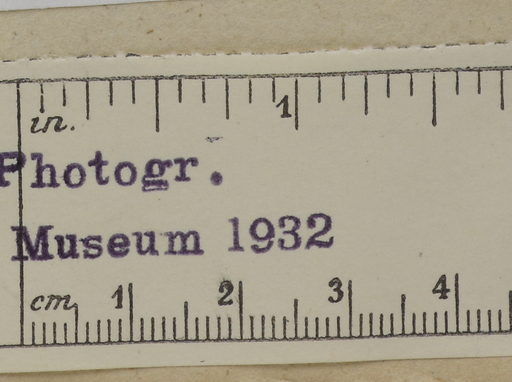 in. 1
Photogr.
Museum 1932
cm 1 2 3 4